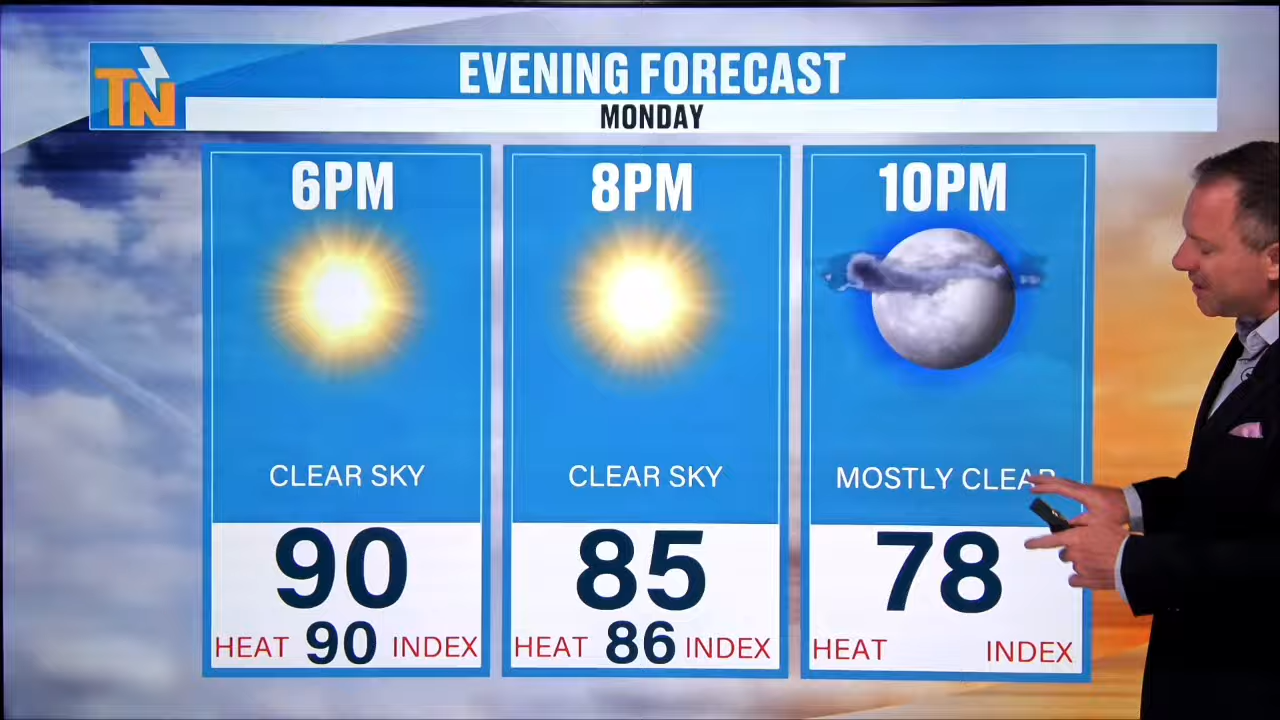 TN
EVENING FORECAST
MONDAY
6PM
CLEAR SKY
90
HEAT 90 INDEX
8PM
CLEAR SKY
85
HEAT 86 INDEX
10PM
MOSTLY CLEAR
78
HEAT INDEX